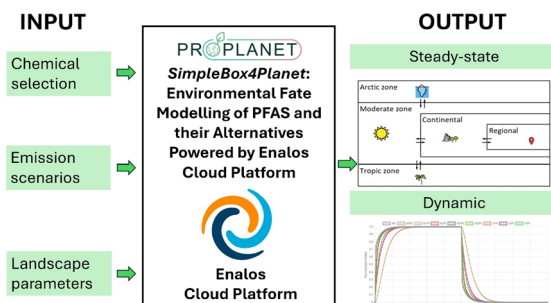 INPUT
OUTPUT
Chemical
selection
Emission
scenarios
Landscape
parameters
PROPLANET
SimpleBox4Planet:
Environmental Fate
Modelling of PFAS and
their Alternatives
Powered by Enalos
Cloud Platform
Enalos
Cloud Platform
Steady-state
Arctic zone
Moderate zone
Continental
Regional
Tropic zone
Dynamic